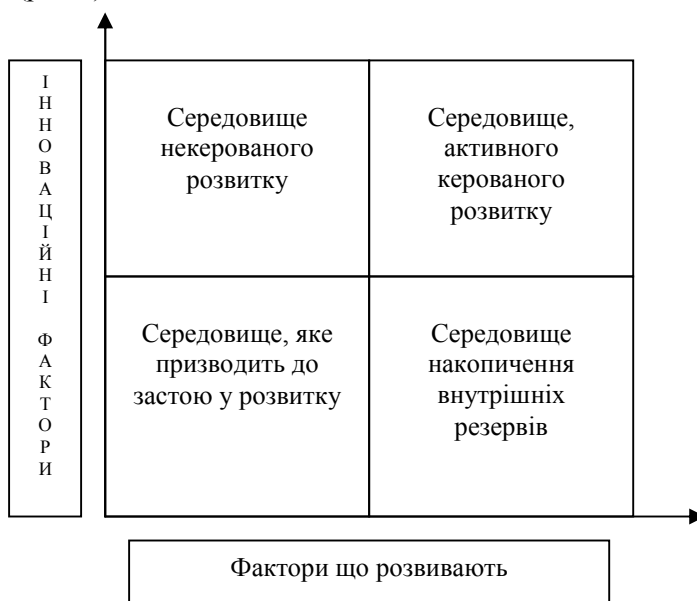 ІННОВАЦІЙНІ ФАКТОРИ
Середовище
некерованого
розвитку
Середовище,
активного
керованого
розвитку
Середовище, яке
призводить до
застою у розвитку
Середовище
накопичення
внутрішніх
резервів
Фактори що розвивають